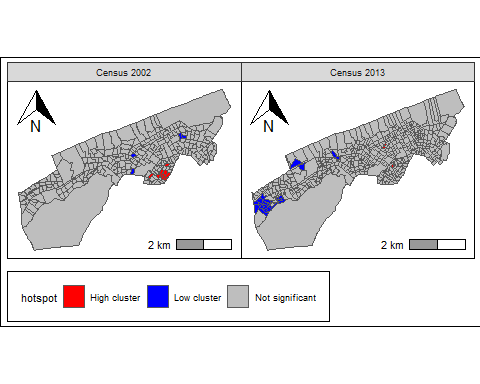 Census 2002
Census 2013
N
N
2 km
2 km
hotspot High cluster Low cluster Not significant